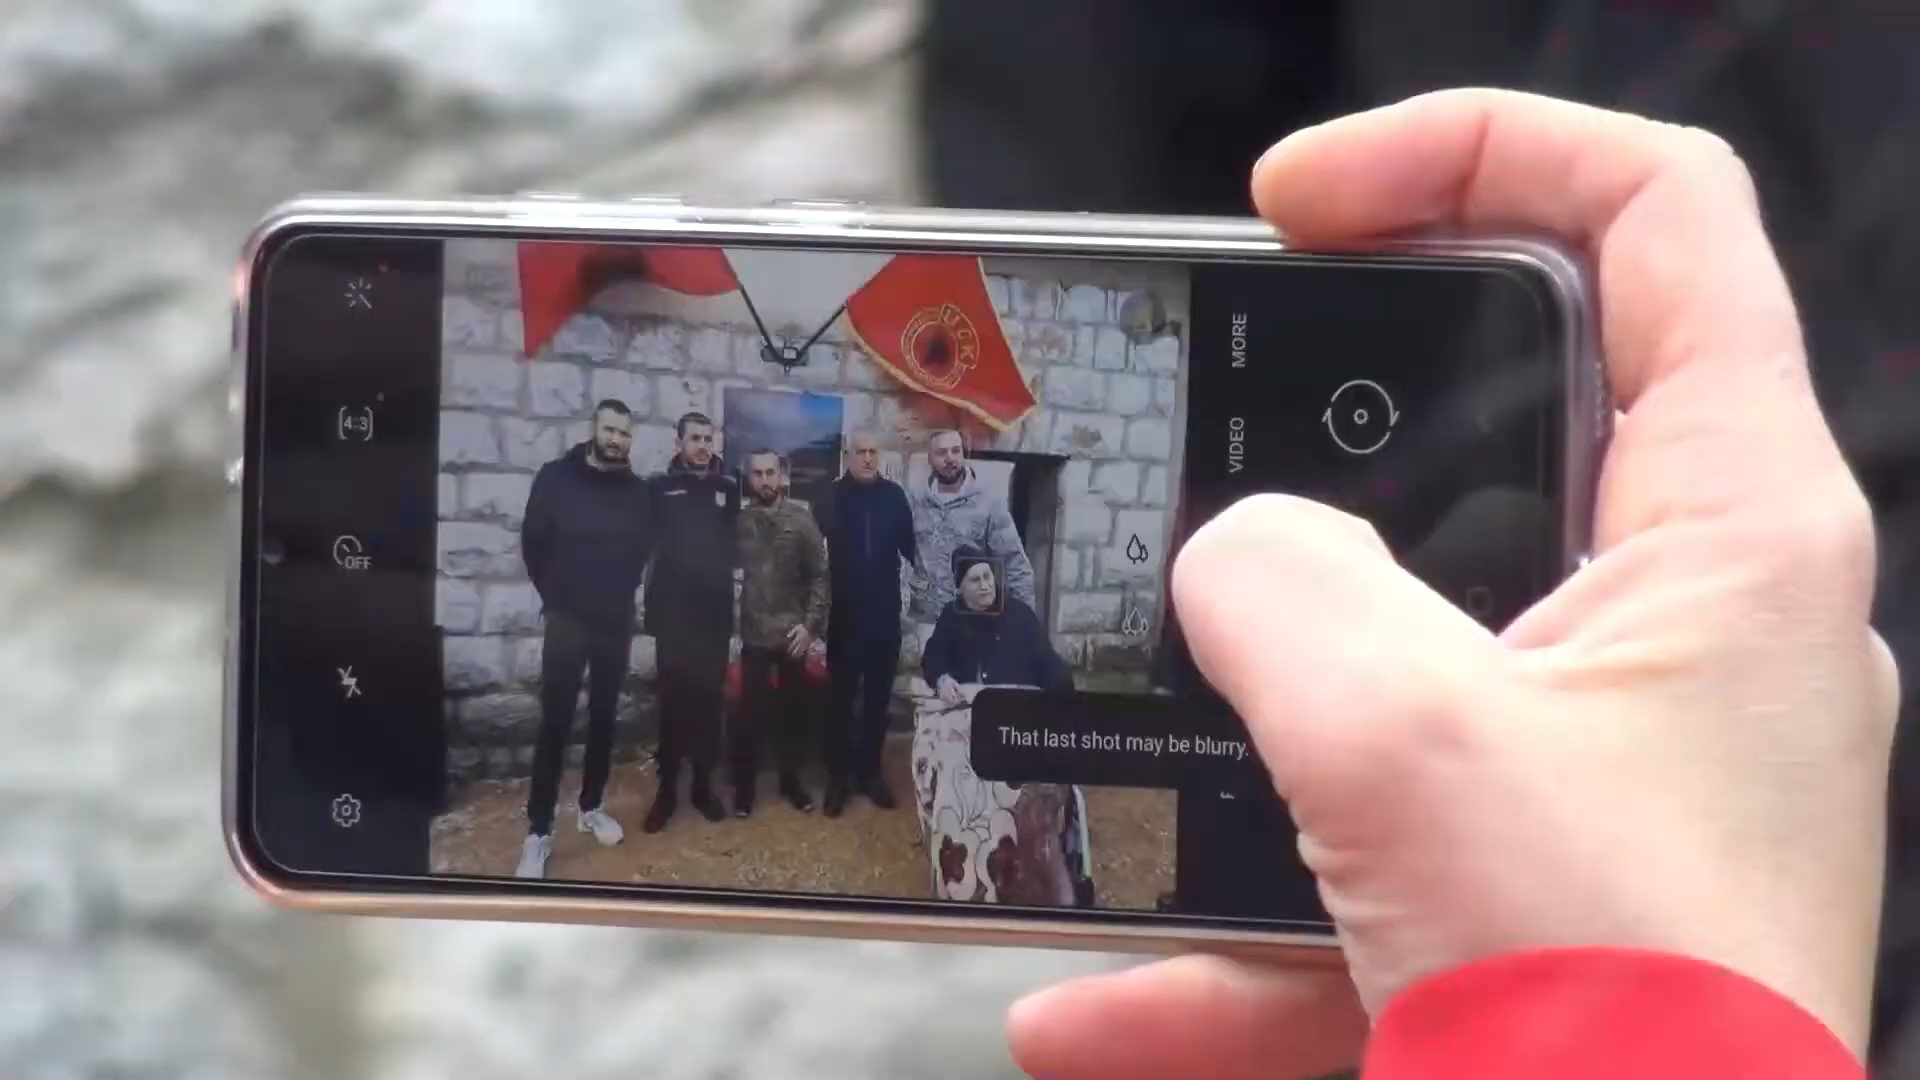 4:3
OFF
UÇK
MORE
VIDEO
That last shot may be blurry.